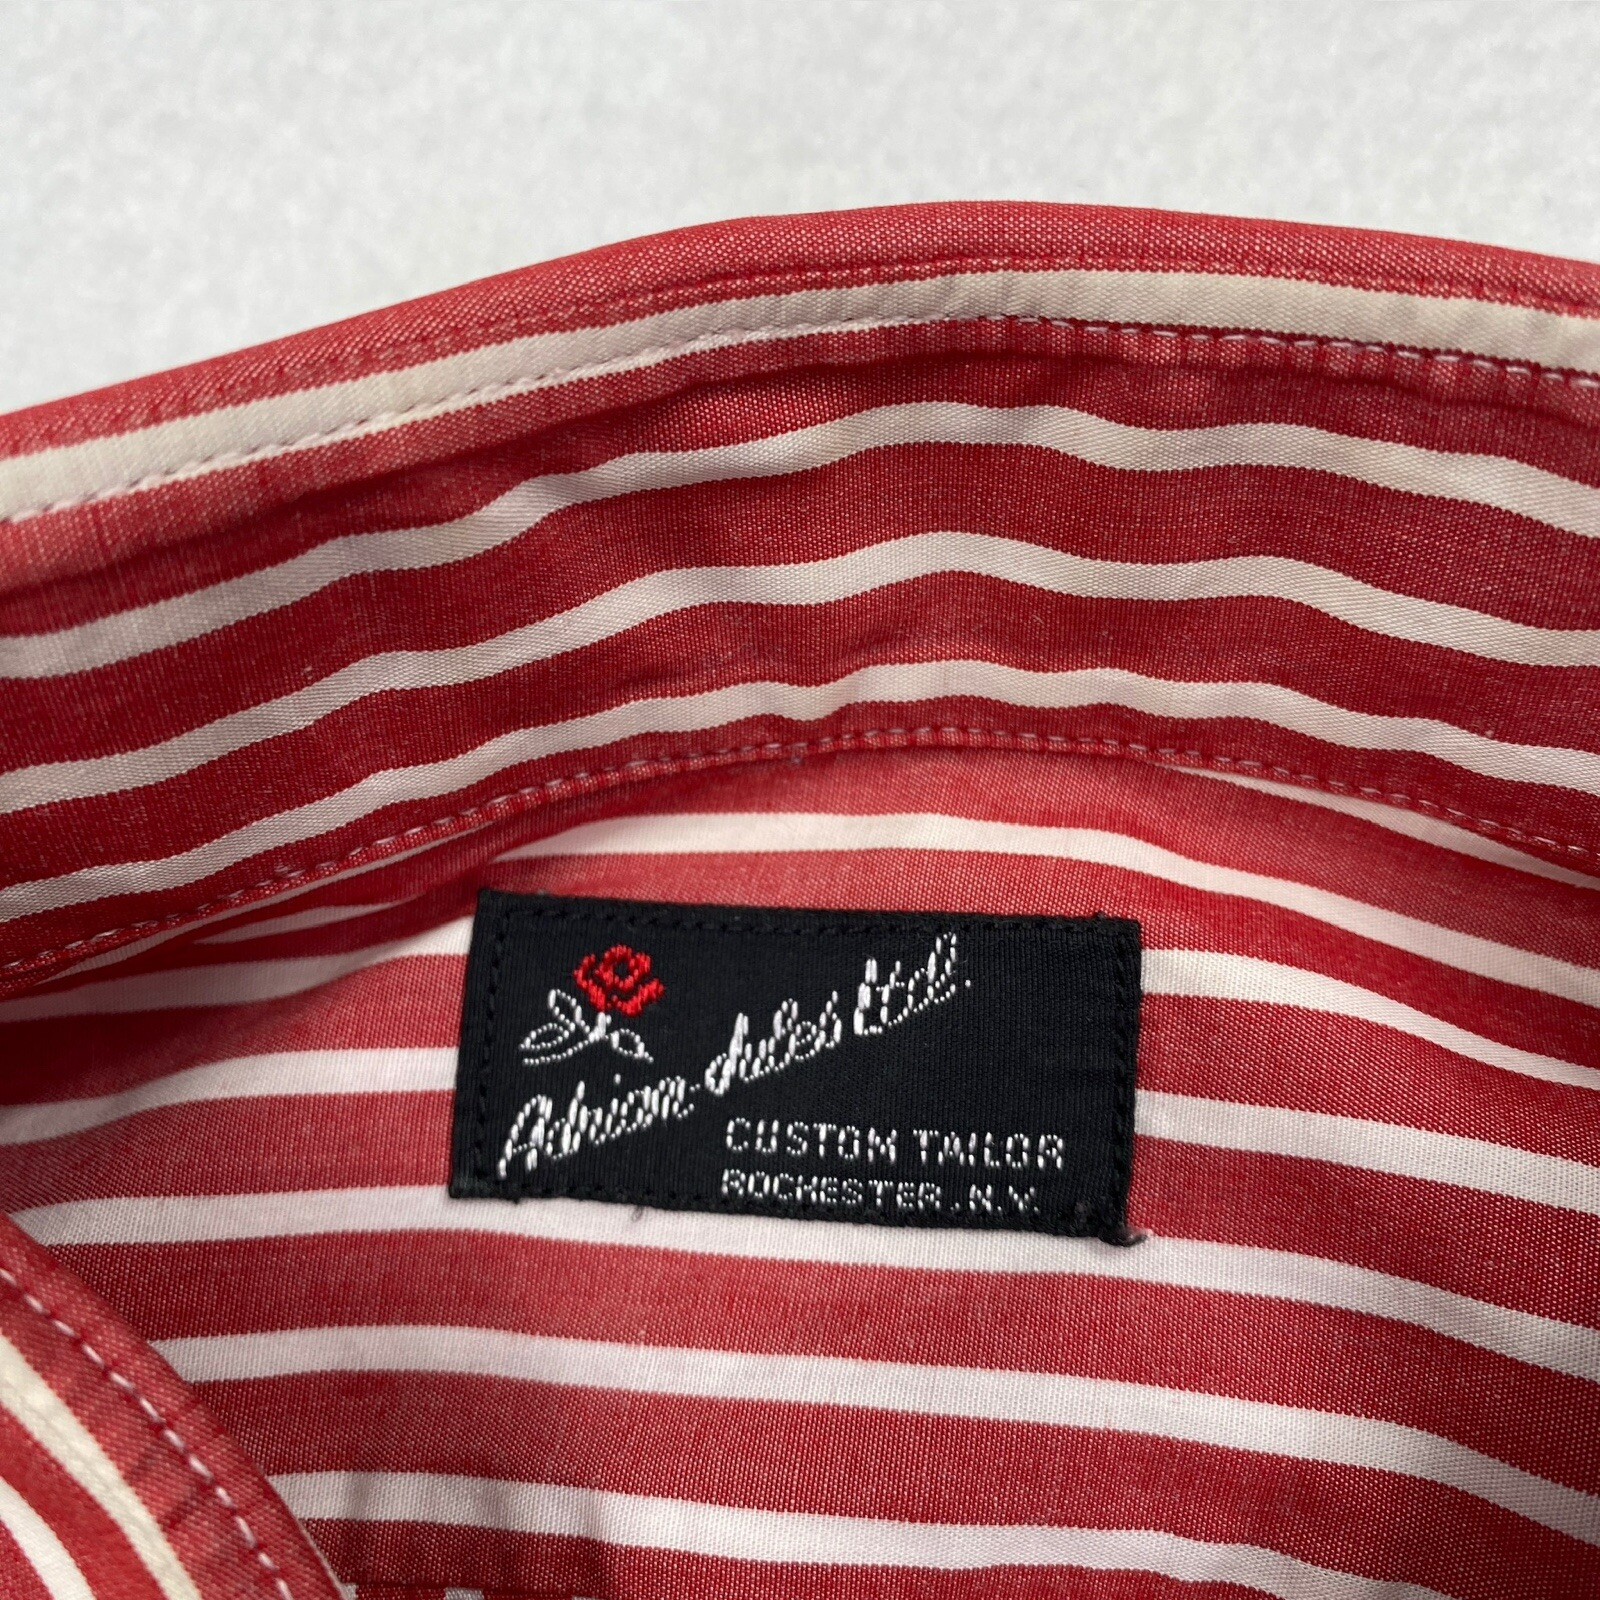 Adrian-Jules Ltd.
CUSTOM TAILOR
ROCHESTER, N.Y.